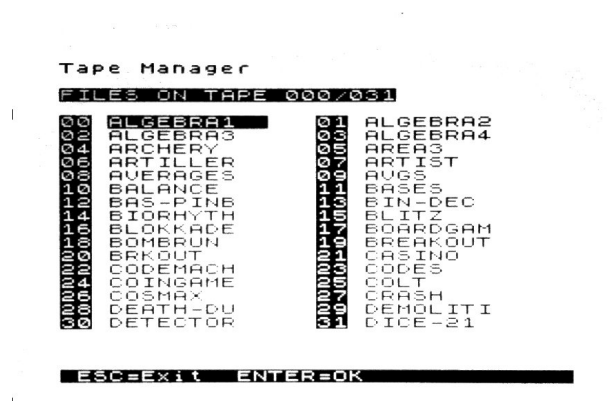 Tape Manager
FILES ON TAPE 000/031
00 ALGEBRA1 01 ALGEBRA2
02 ALGEBRA3 03 ALGEBRA4
04 ARCHERY 05 AREA3
06 ARTILLER 07 ARTIST
08 AVERAGES 09 AVGS
10 BALANCE 11 BASES
12 BAS-PINB 13 BIN-DEC
14 BIORHYTH 15 BLITZ
16 BLOKKADE 17 BOARDGAM
18 BOMBRUN 19 BREAKOUT
20 BRKOUT 21 CASINO
22 CODEMACH 23 CODES
24 COINGAME 25 COLT
26 COSMAX 27 CRASH
28 DEATH-DU 29 DEMOLITI
30 DETECTOR 31 DICE-21
ESC=Exit ENTER=OK